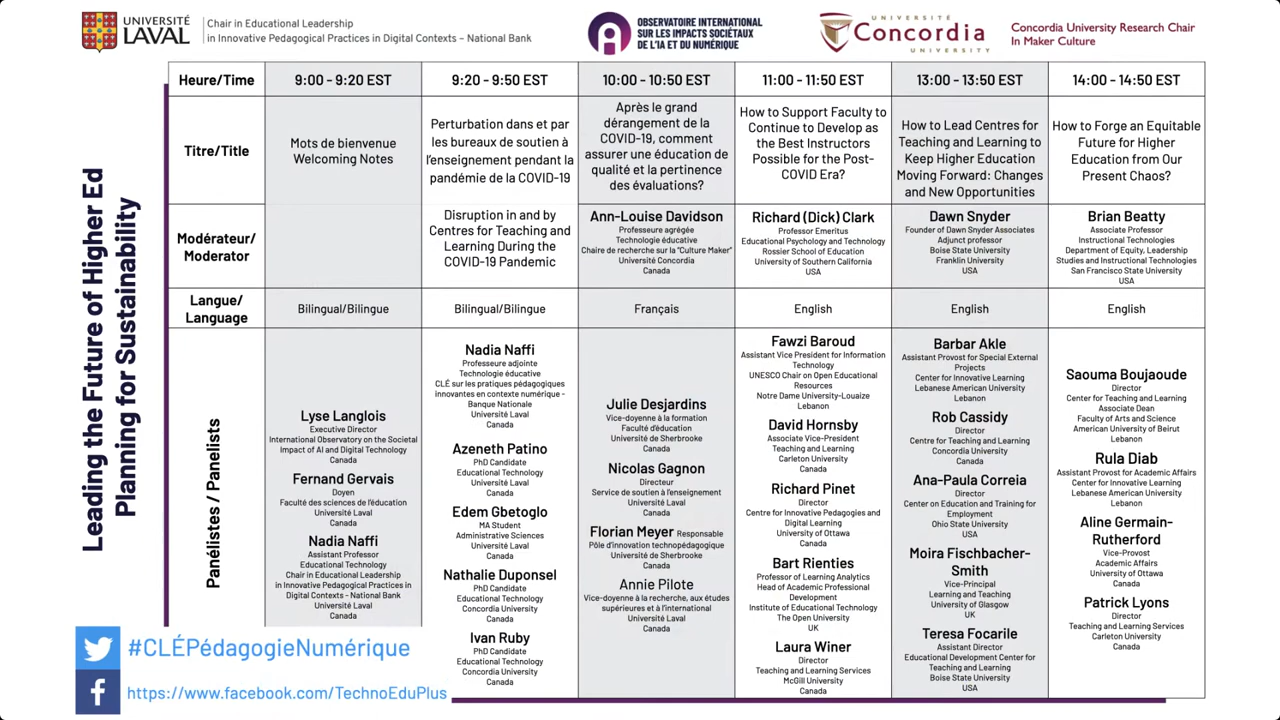 UNIVERSITÉ
LAVAL
Chair in Educational Leadership
in Innovative Pedagogical Practices in Digital Contexts – National Bank
OBSERVATOIRE INTERNATIONAL
SUR LES IMPACTS SOCIÉTAUX
DE L'IA ET DU NUMÉRIQUE
UNIVERSITÉ
Concordia
UNIVERSITY
Concordia University Research Chair
In Maker Culture
Leading the Future of Higher Ed
Planning for Sustainability
Heure/Time
9:00 - 9:20 EST
9:20 - 9:50 EST
10:00 - 10:50 EST
11:00 - 11:50 EST
13:00 - 13:50 EST
14:00 - 14:50 EST
Titre/Title
Mots de bienvenue
Welcoming Notes
Perturbation dans et par
les bureaux de soutien à
l'enseignement pendant la
pandémie de la COVID-19
Après le grand
dérangement de la
COVID-19, comment
assurer une éducation de
qualité et la pertinence
des évaluations?
How to Support Faculty to
Continue to Develop as
the Best Instructors
Possible for the Post-
COVID Era?
How to Lead Centres for
Teaching and Learning to
Keep Higher Education
Moving Forward: Changes
and New Opportunities
How to Forge an Equitable
Future for Higher
Education from Our
Present Chaos?
Modérateur/
Moderator
Disruption in and by
Centres for Teaching and
Learning During the
COVID-19 Pandemic
Ann-Louise Davidson
Professeure agrégée
Technologie éducative
Chaire de recherche sur la "Culture Maker"
Université Concordia
Canada
Richard (Dick) Clark
Professor Emeritus
Educational Psychology and Technology
Rossier School of Education
University of Southern California
USA
Dawn Snyder
Founder of Dawn Snyder Associates
Adjunct professor
Boise State University
Franklin University
USA
Brian Beatty
Associate Professor
Instructional Technologies
Department of Equity, Leadership
Studies and Instructional Technologies
San Francisco State University
USA
Langue/
Language
Bilingual/Bilingue
Bilingual/Bilingue
Français
English
English
English
Panélistes / Panelists
Lyse Langlois
Executive Director
International Observatory on the Societal
Impact of AI and Digital Technology
Canada
Fernand Gervais
Doyen
Faculté des sciences de l'éducation
Université Laval
Canada
Nadia Naffi
Assistant Professor
Educational Technology
Chair in Educational Leadership
in Innovative Pedagogical Practices in
Digital Contexts – National Bank
Université Laval
Canada
Nadia Naffi
Professeure adjointe
Technologie éducative
CLÉ sur les pratiques pédagogiques
innovantes en contexte numérique -
Banque Nationale
Université Laval
Canada
Azeneth Patino
PhD Candidate
Educational Technology
Université Laval
Canada
Edem Gbetoglo
MA Student
Administrative Sciences
Université Laval
Canada
Nathalie Duponsel
PhD Candidate
Educational Technology
Concordia University
Canada
Ivan Ruby
PhD Candidate
Educational Technology
Concordia University
Canada
Julie Desjardins
Vice-doyenne à la formation
Faculté d'éducation
Université de Sherbrooke
Canada
Nicolas Gagnon
Directeur
Service de soutien à l'enseignement
Université Laval
Canada
Florian Meyer Responsable
Pôle d'innovation technopédagogique
Université de Sherbrooke
Canada
Annie Pilote
Vice-doyenne à la recherche, aux études
supérieures et à l'international
Université Laval
Canada
Fawzi Baroud
Assistant Vice President for Information
Technology
UNESCO Chair on Open Educational
Resources
Notre Dame University-Louaize
Lebanon
David Hornsby
Associate Vice-President
Teaching and Learning
Carleton University
Canada
Richard Pinet
Director
Centre for Innovative Pedagogies and
Digital Learning
University of Ottawa
Canada
Bart Rienties
Professor of Learning Analytics
Head of Academic Professional
Development
Institute of Educational Technology
The Open University
UK
Laura Winer
Director
Teaching and Learning Services
McGill University
Canada
Barbar Akle
Assistant Provost for Special External
Projects
Center for Innovative Learning
Lebanese American University
Lebanon
Rob Cassidy
Director
Centre for Teaching and Learning
Concordia University
Canada
Ana-Paula Correia
Director
Center on Education and Training for
Employment
Ohio State University
USA
Moira Fischbacher-
Smith
Vice-Principal
Learning and Teaching
University of Glasgow
UK
Teresa Focarile
Assistant Director
Educational Development Center for
Teaching and Learning
Boise State University
USA
Saouma Boujaoude
Director
Center for Teaching and Learning
Associate Dean
Faculty of Arts and Science
American University of Beirut
Lebanon
Rula Diab
Assistant Provost for Academic Affairs
Center for Innovative Learning
Lebanese American University
Lebanon
Aline Germain-
Rutherford
Vice-Provost
Academic Affairs
University of Ottawa
Canada
Patrick Lyons
Director
Teaching and Learning Services
Carleton University
Canada
#CLÉPédagogieNumérique
https://www.facebook.com/TechnoEduPlus